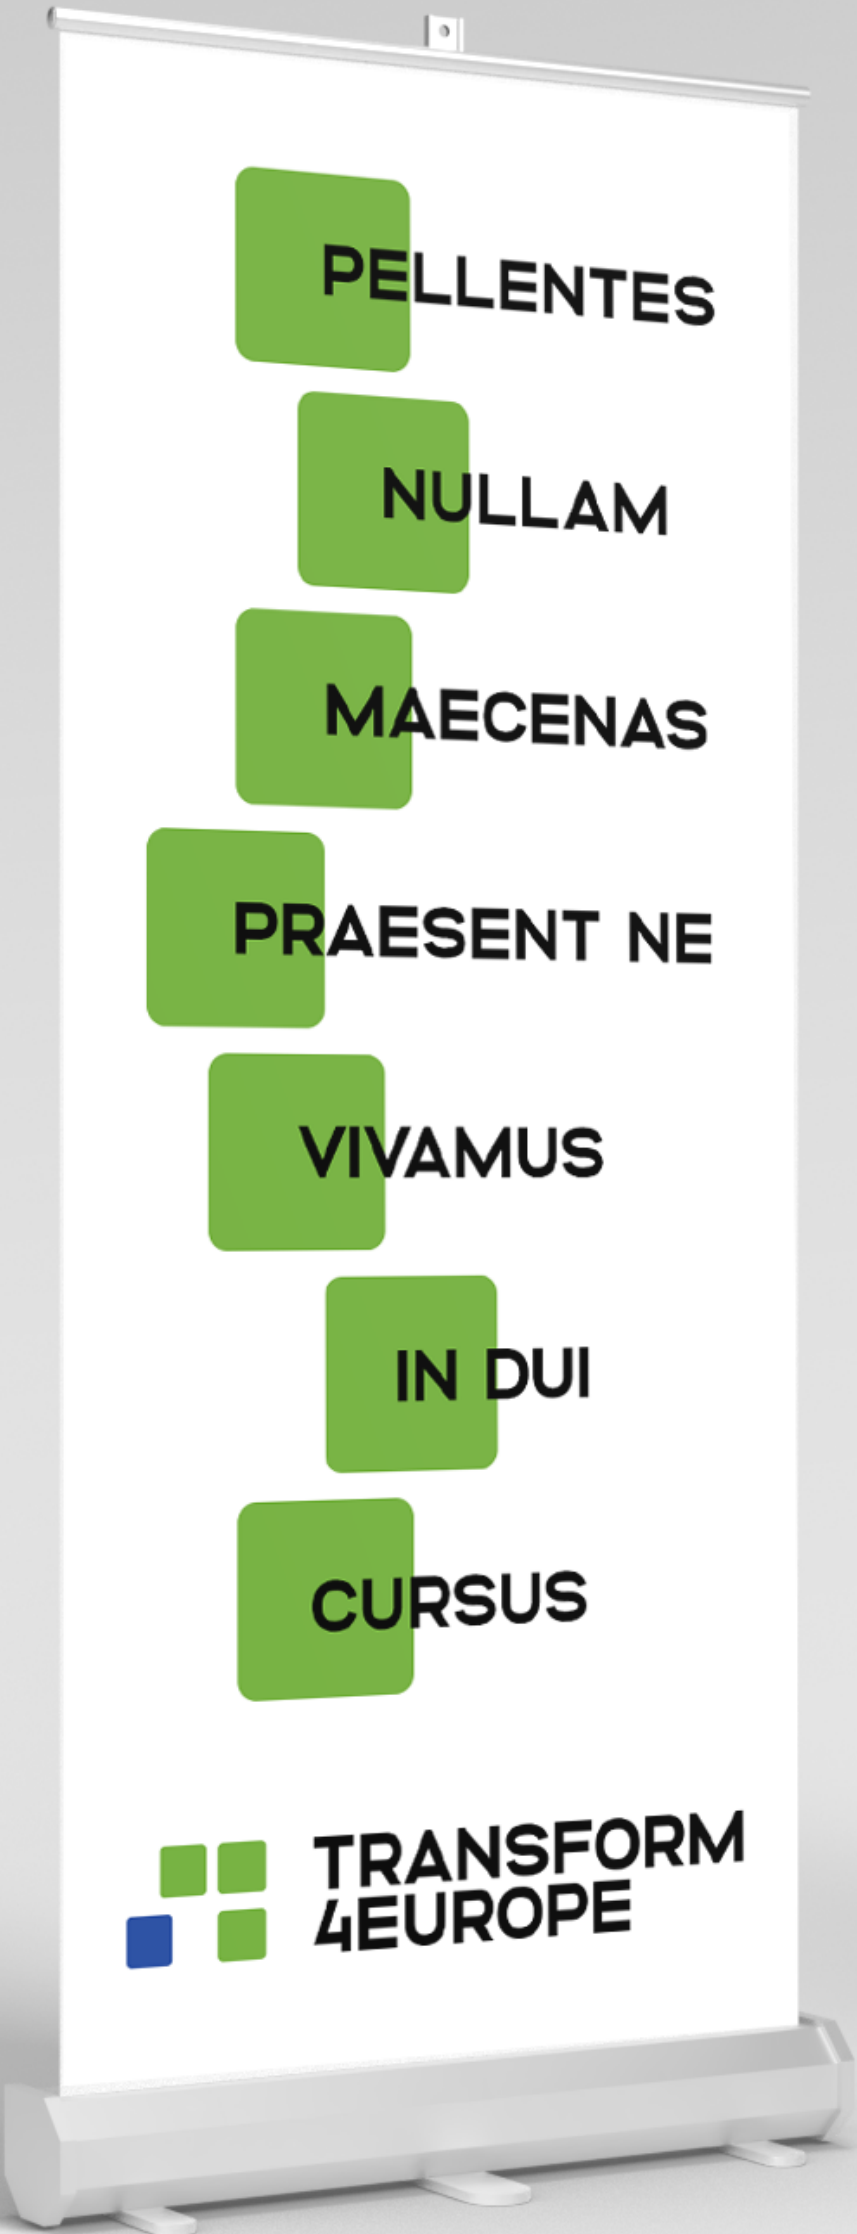 PELLENTES
NULLAM
MAECENAS
PRAESENT NE
VIVAMUS
IN DUI
CURSUS
TRANSFORM
4EUROPE